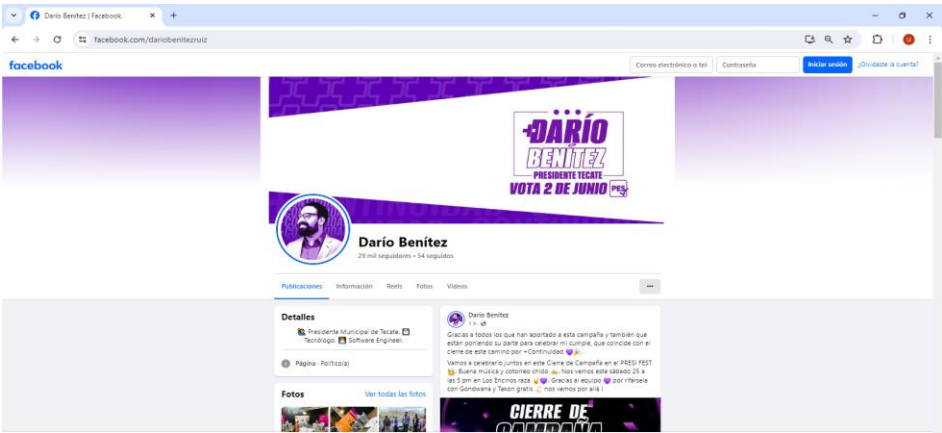 Darío Benítez | Facebook
facebook.com/dariobenitezruiz
facebook
Correo electrónico o tel
Contraseña
Iniciar sesión
¿Olvidaste la cuenta?
+DARÍO
BENÍTEZ
PRESIDENTE TECATE
VOTA 2 DE JUNIO PES
Darío Benítez
29 mil seguidores • 54 seguidos
Publicaciones
Información
Reels
Fotos
Videos
Detalles
Presidente Municipal de Tecate.
Tecnólogo. Software Engineer.
Página · Político(a)
Fotos
Ver todas las fotos
Darío Benítez
1 h ·
Gracias a todos los que han aportado a esta campaña y también que
están poniendo su parte para celebrar mi cumple, que coincide con el
cierre de este camino por +Continuidad 💜🎉.
Vamos a celebrarlo juntos en este Cierre de Campaña en el PRESI FEST
. Buena música y cotorreo chido . Nos vemos este sábado 25 a
las 5 pm en Los Encinos raza 💜. Gracias al equipo 💜 por rifársela
con Gondwana y Takon gratis nos vemos por allá !
CIERRE DE
CAMPAÑA